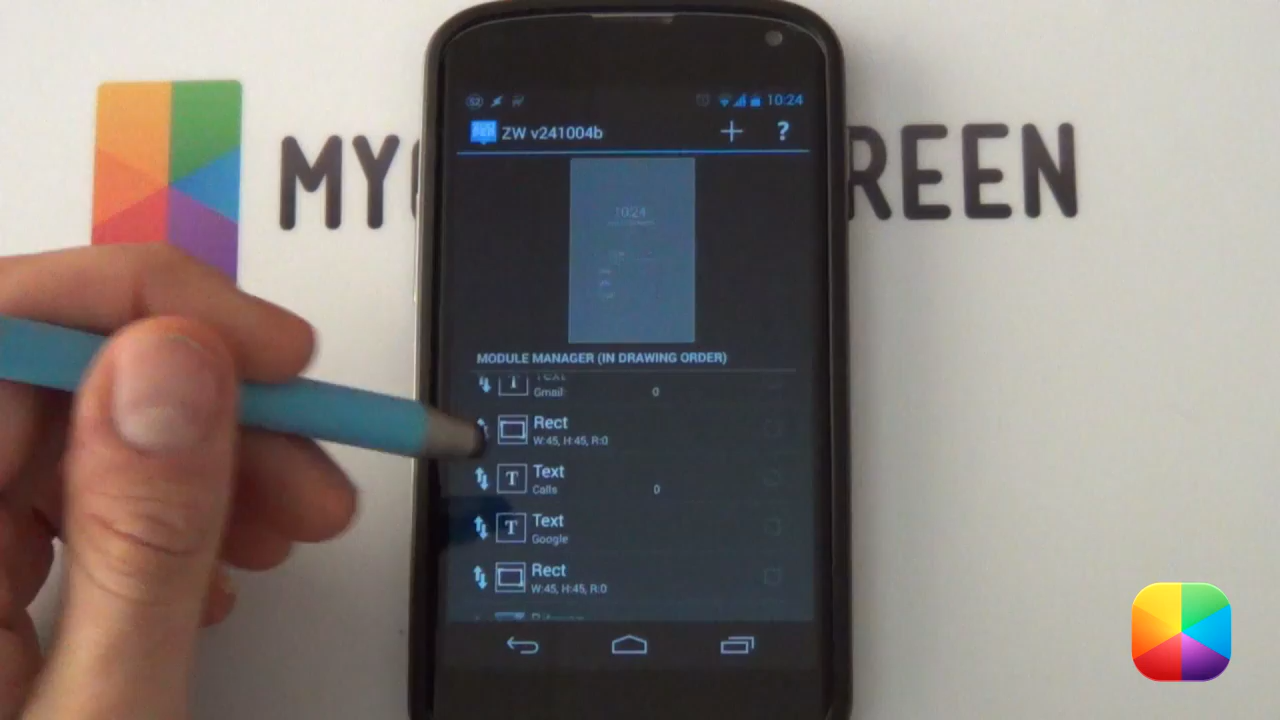 MY
REEN
10:24
ZW v241004b
+ ?
10:24
MODULE MANAGER (IN DRAWING ORDER)
Text
Gmail 0
Rect
W:45, H:45, R:0
Text
Calls 0
Text
Google
Rect
W:45, H:45, R:0